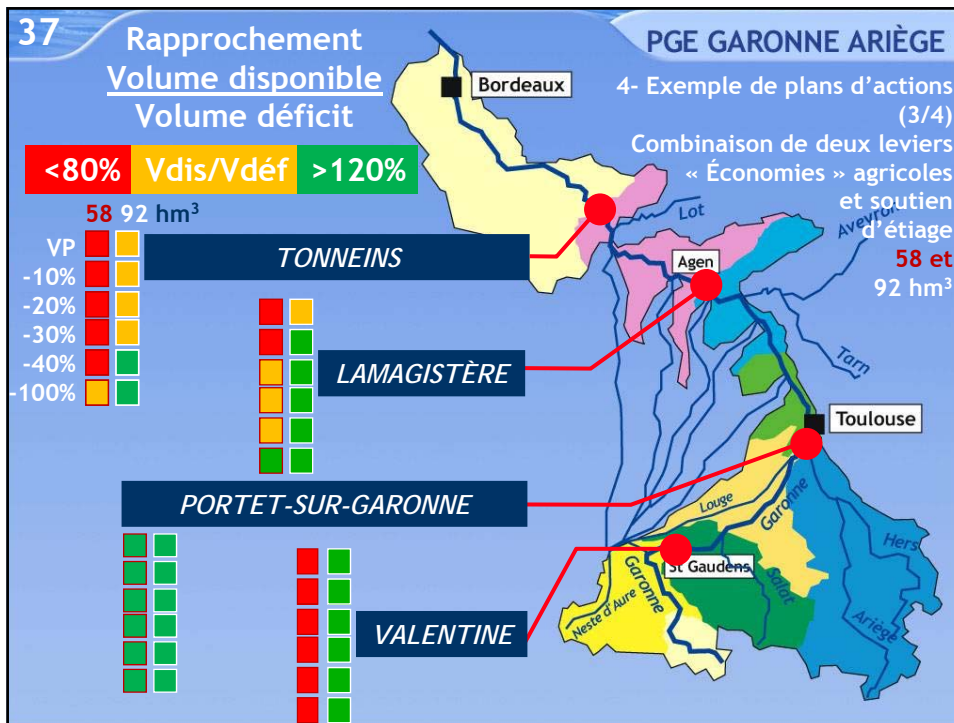 37
Rapprochement
Volume disponible
Volume déficit
<80% Vdis/Vdéf >120%
58 92 hm³
VP
-10%
-20%
-30%
-40%
-100%
TONNEINS
LAMAGISTÈRE
PORTET-SUR-GARONNE
VALENTINE
PGE GARONNE ARIÈGE
4- Exemple de plans d'actions
(3/4)
Combinaison de deux leviers
« Économies » agricoles
et soutien
d'étiage
58 et
92 hm³
Bordeaux
Lot
Aveyron
Agen
Tarn
Toulouse
Louge
Garonne
Hers
St Gaudens
Salat
Garonne
Neste d'Aure
Ariège